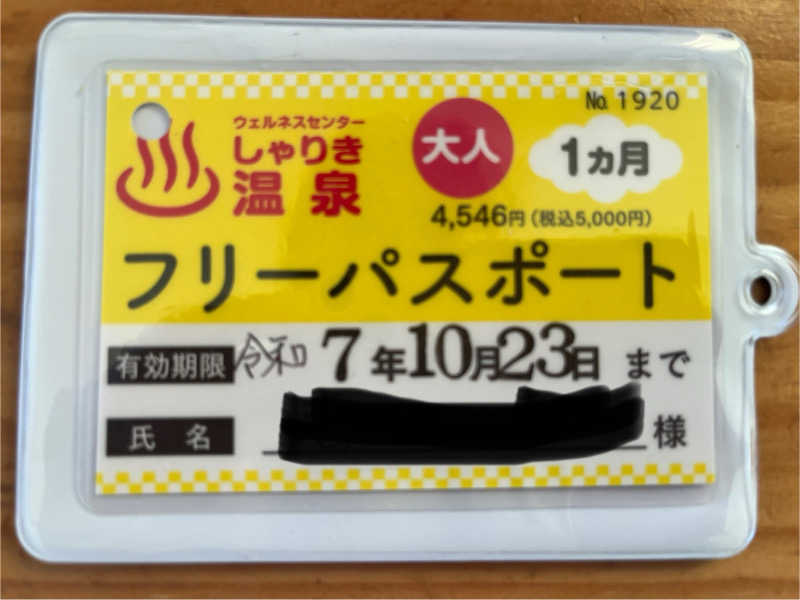 No. 1920
ウェルネスセンター
しゃりき
温泉
大人
1ヵ月
4,546円（税込5,000円）
フリーパスポート
有効期限 令和 7年10月23日 まで
氏名 様